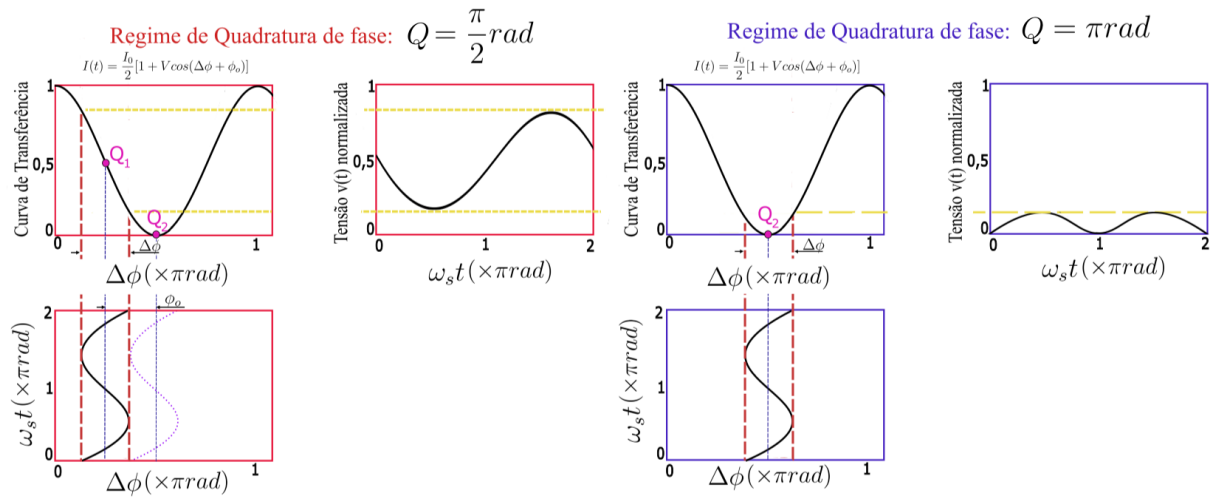 Regime de Quadratura de fase: Q = π/2 rad
I(t) = I₀/2 [1 + Vcos(Δϕ + ϕₒ)]
Curva de Transferência
1
0,5
0
Q₁
Q₂
0
1
Δϕ
Δϕ(×πrad)
Tensão v(t) normalizada
1
0,5
0
0
1
2
ωₛt(×πrad)
ωₛt(×πrad)
2
1
0
ϕₒ
0
1
Δϕ(×πrad)
Regime de Quadratura de fase: Q = πrad
I(t) = I₀/2 [1 + Vcos(Δϕ + ϕₒ)]
Curva de Transferência
1
0,5
0
Q₂
0
1
Δϕ
Δϕ(×πrad)
Tensão v(t) normalizada
1
0,5
0
0
1
2
ωₛt(×πrad)
ωₛt(×πrad)
2
1
0
0
1
Δϕ(×πrad)